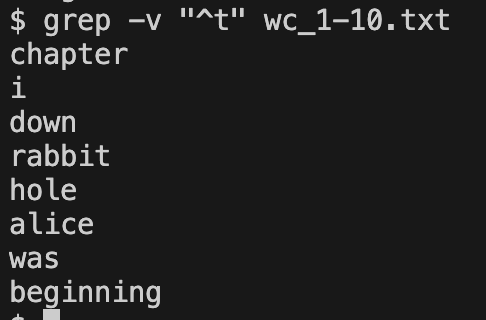 $ grep -v "^t" wc_1-10.txt
chapter
i
down
rabbit
hole
alice
was
beginning
$